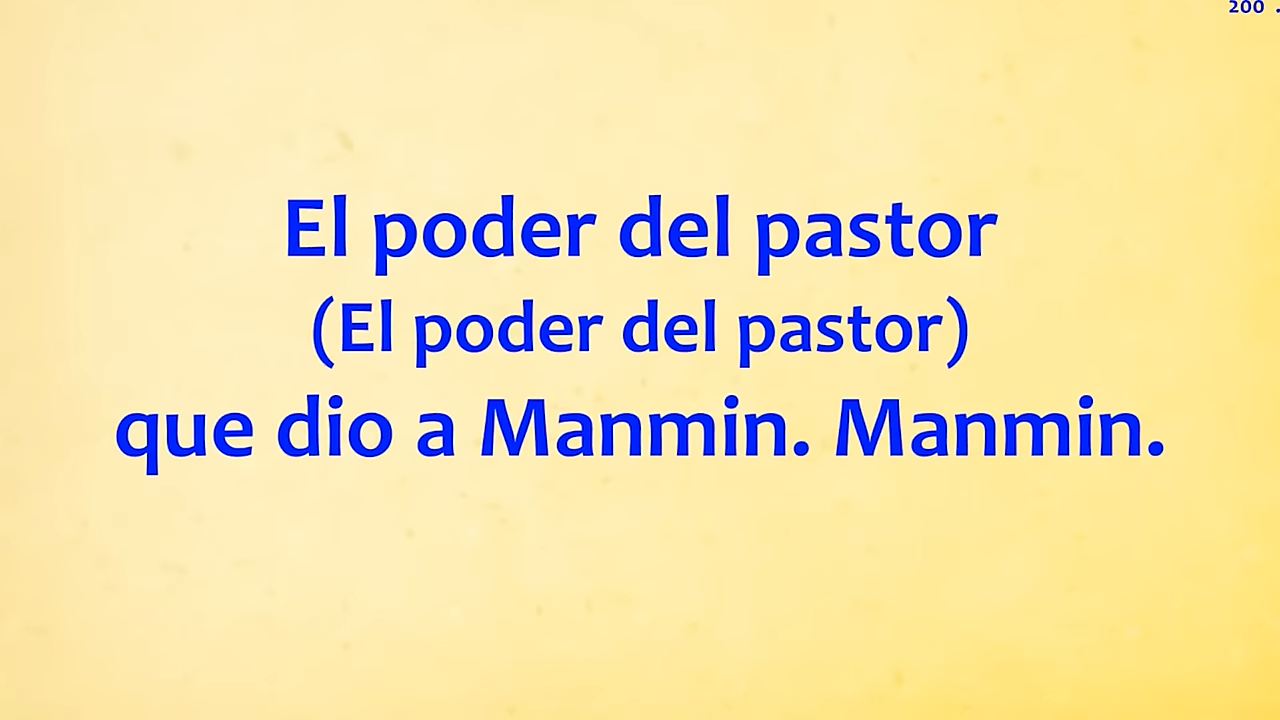 200 .
El poder del pastor
(El poder del pastor)
que dio a Manmin. Manmin.